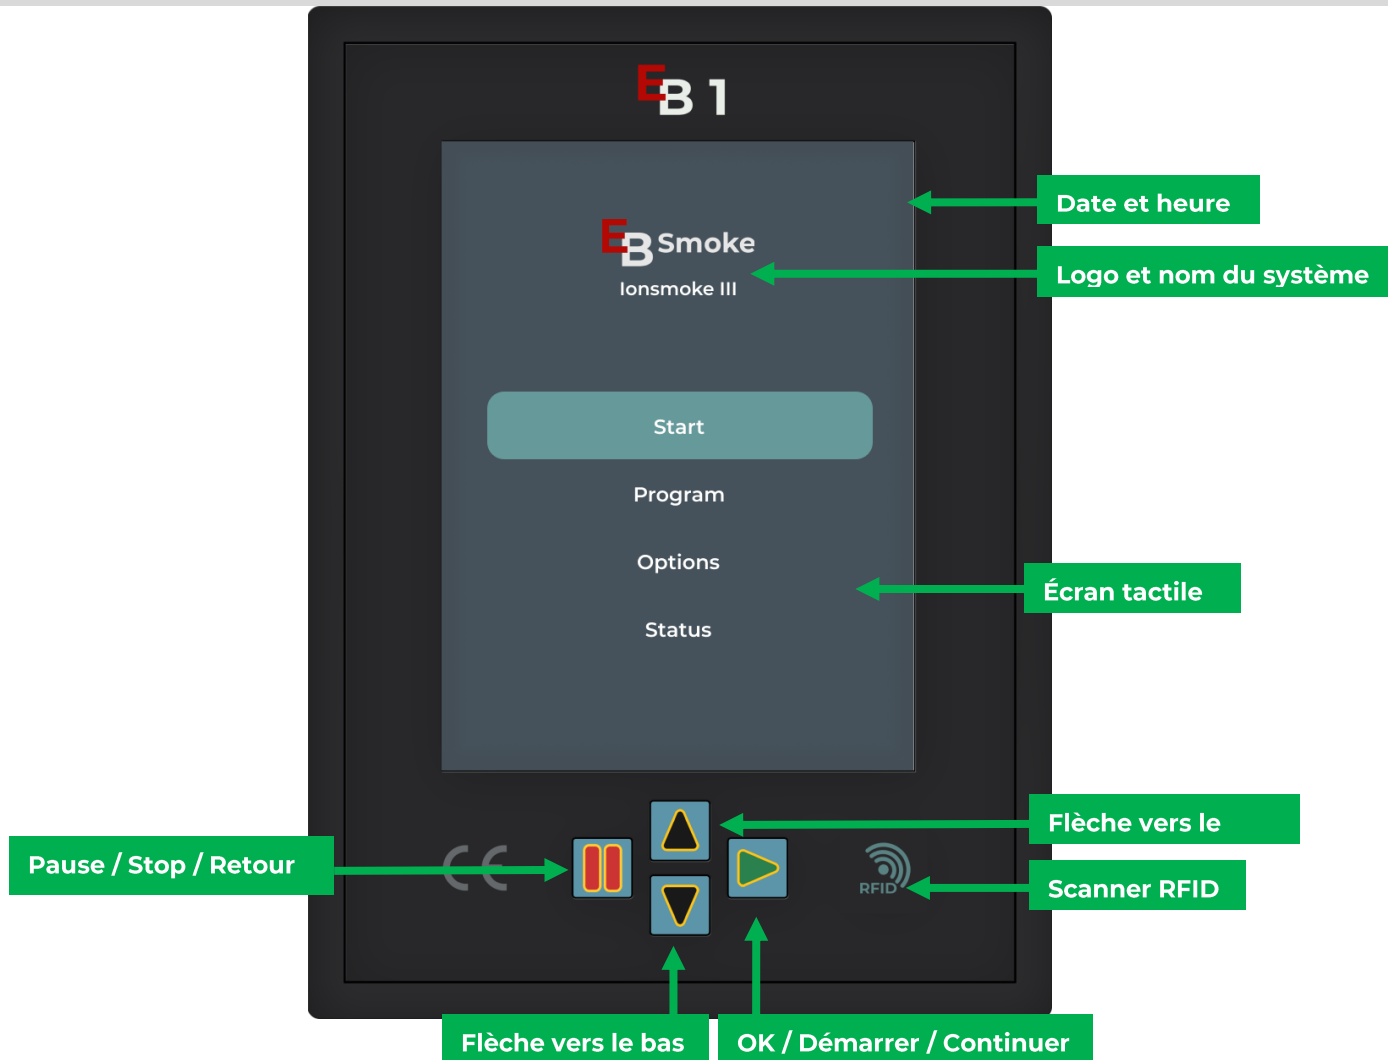 EB 1
Date et heure
EB Smoke
Logo et nom du système
Ionsmoke III
Start
Program
Options
Écran tactile
Status
Flèche vers le
Pause / Stop / Retour
CE
RFID
Scanner RFID
Flèche vers le bas
OK / Démarrer / Continuer